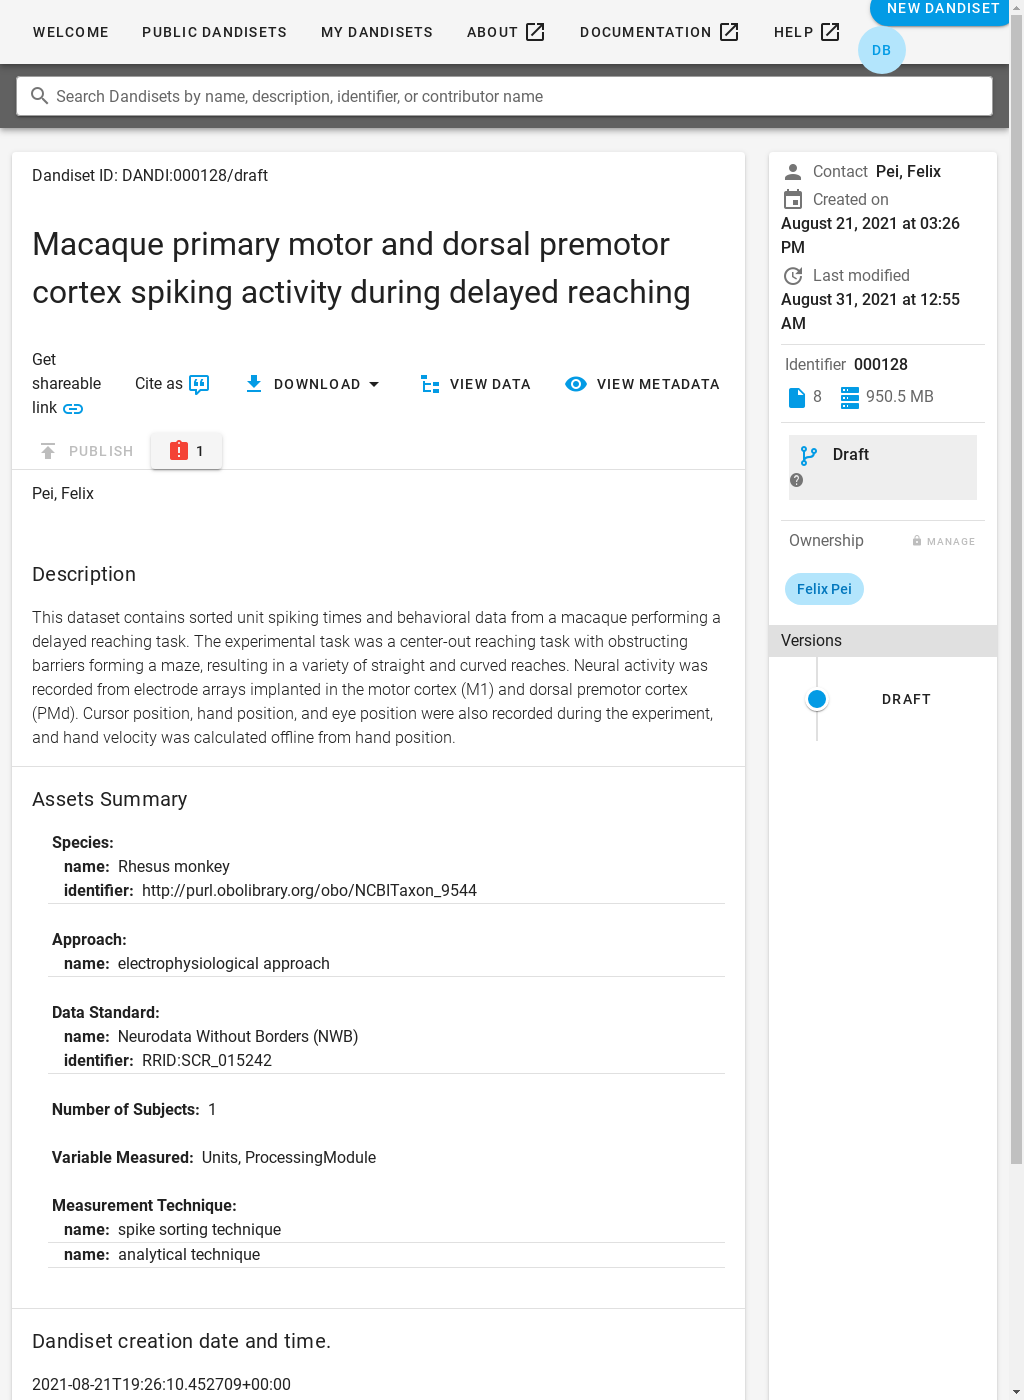 NEW DANDISET
WELCOME PUBLIC DANDISETS MY DANDISETS ABOUT DOCUMENTATION HELP
DB
Search Dandisets by name, description, identifier, or contributor name
Dandiset ID: DANDI:000128/draft
Macaque primary motor and dorsal premotor
cortex spiking activity during delayed reaching
Get
shareable
link
Cite as
DOWNLOAD
VIEW DATA
VIEW METADATA
PUBLISH
1
Pei, Felix
Description
This dataset contains sorted unit spiking times and behavioral data from a macaque performing a
delayed reaching task. The experimental task was a center-out reaching task with obstructing
barriers forming a maze, resulting in a variety of straight and curved reaches. Neural activity was
recorded from electrode arrays implanted in the motor cortex (M1) and dorsal premotor cortex
(PMd). Cursor position, hand position, and eye position were also recorded during the experiment,
and hand velocity was calculated offline from hand position.
Assets Summary
Species:
name: Rhesus monkey
identifier: http://purl.obolibrary.org/obo/NCBITaxon_9544
Approach:
name: electrophysiological approach
Data Standard:
name: Neurodata Without Borders (NWB)
identifier: RRID:SCR_015242
Number of Subjects: 1
Variable Measured: Units, ProcessingModule
Measurement Technique:
name: spike sorting technique
name: analytical technique
Dandiset creation date and time.
2021-08-21T19:26:10.452709+00:00
Contact Pei, Felix
Created on
August 21, 2021 at 03:26
PM
Last modified
August 31, 2021 at 12:55
AM
Identifier 000128
8 950.5 MB
Draft
Ownership MANAGE
Felix Pei
Versions
DRAFT